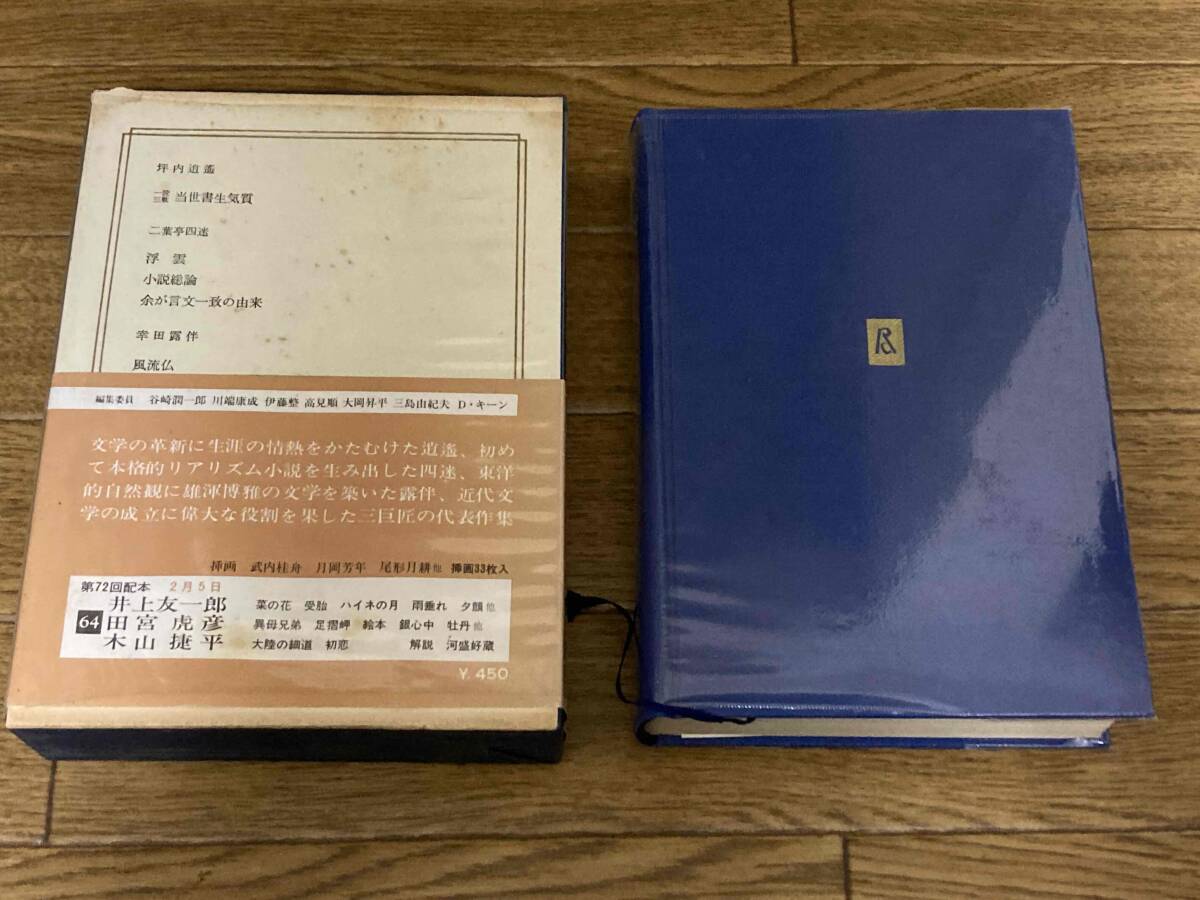 坪内逍遙
一読三歎 当世書生気質
二葉亭四迷
浮雲
小説総論
余が言文一致の由来
幸田露伴
風流仏
編集委員 谷崎潤一郎 川端康成 伊藤整 高見順 大岡昇平 三島由紀夫 D・キーン
文学の革新に生涯の情熱をかたむけた逍遙、初め
て本格的リアリズム小説を生み出した四迷、東洋
的自然観に雄渾博雅の文学を築いた露伴、近代文
学の成立に偉大な役割を果した三巨匠の代表作集
挿画 武内桂舟 月岡芳年 尾形月耕他 挿画33枚入
第72回配本 2月5日
64
井上友一郎 菜の花 受胎 ハイネの月 雨垂れ 夕顔他
田宮虎彦 異母兄弟 足摺岬 絵本 銀心中 牡丹他
木山捷平 大陸の細道 初恋 解説 河盛好蔵
¥.450